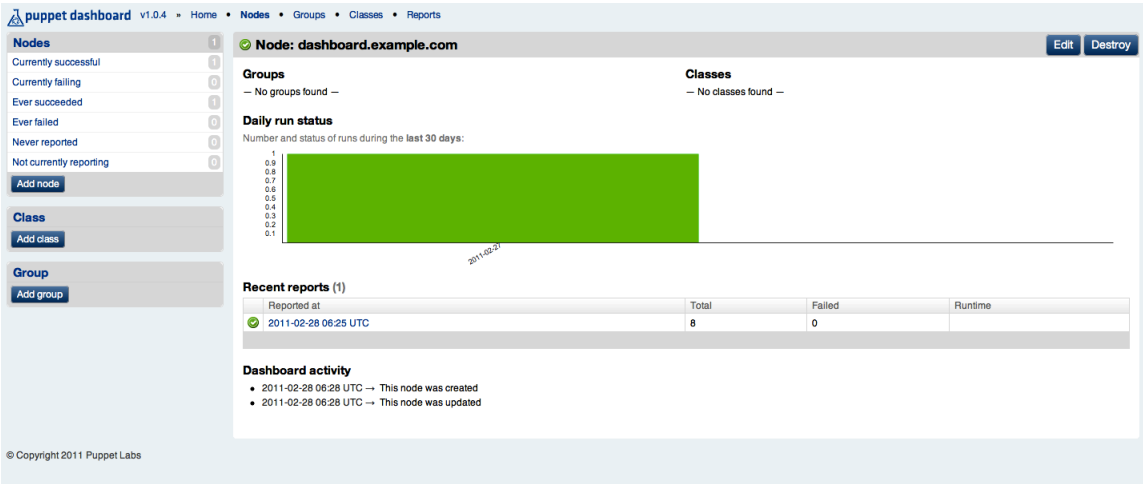 puppet dashboard v1.0.4 » Home • Nodes • Groups • Classes • Reports
Nodes 1
Currently successful 1
Currently failing 0
Ever succeeded 1
Ever failed 0
Never reported 0
Not currently reporting 0
Add node
Class
Add class
Group
Add group
Node: dashboard.example.com
Edit Destroy
Groups
— No groups found —
Classes
— No classes found —
Daily run status
Number and status of runs during the last 30 days:
1
0.9
0.8
0.7
0.6
0.5
0.4
0.3
0.2
0.1
2011-02-27
Recent reports (1)
Reported at Total Failed Runtime
2011-02-28 06:25 UTC 8 0
Dashboard activity
• 2011-02-28 06:28 UTC → This node was created
• 2011-02-28 06:28 UTC → This node was updated
© Copyright 2011 Puppet Labs